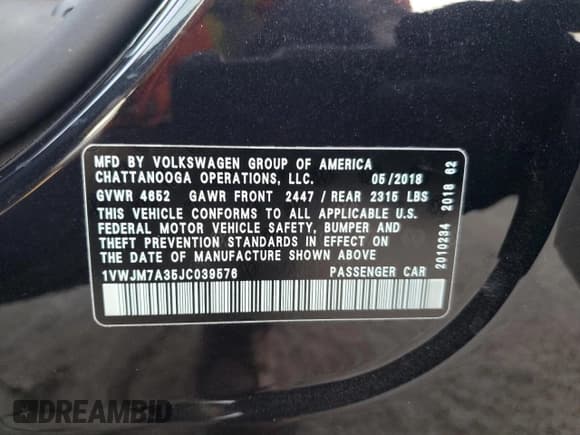 MFD BY VOLKSWAGEN GROUP OF AMERICA
CHATTANOOGA OPERATIONS, LLC. 05/2018
GVWR 4652 GAWR FRONT 2447 / REAR 2315 LBS
THIS VEHICLE CONFORMS TO ALL APPLICABLE U.S.
FEDERAL MOTOR VEHICLE SAFETY, BUMPER AND
THEFT PREVENTION STANDARDS IN EFFECT ON
THE DATE OF MANUFACTURE SHOWN ABOVE
1VWJM7A35JC039576 PASSENGER CAR
2010234 2018 62
DREAMBID